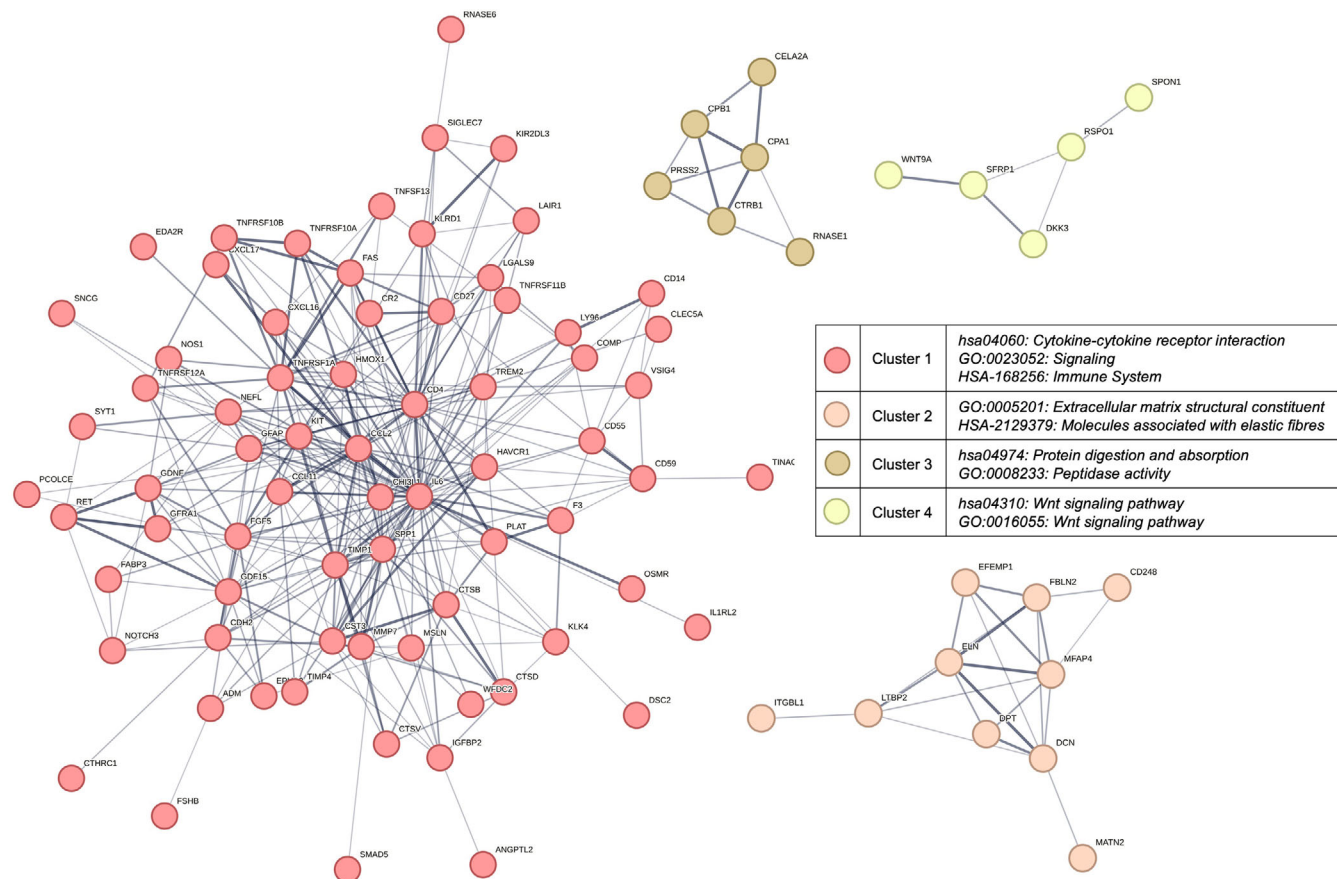 RNASE6
CELA2A
SPON1
CPB1
SIGLEC7
KIR2DL3
RSPO1
CPA1
WNT9A
SFRP1
PRSS2
TNFSF13
LAIR1
TNFRSF10B
TNFRSF10A
KLRD1
CTRB1
DKK3
EDA2R
CXCL17
RNASE1
FAS
LGALS9
CD14
SNCG
CXCL16
CR2
CD27
TNFRSF11B
LY96
CLEC5A
NOS1
COMP
TNFRSF12A
TNFRSF1A
HMOX1
TREM2
VSIG4
SYT1
NEFL
CD4
KIT
CD55
GFAP
CCL2
HAVCR1
CD59
TINAG
PCOLCE
GDNF
CCL11
CHI3L1
IL6
RET
GFRA1
FGF5
F3
PLAT
SPP1
TIMP1
FABP3
GDF15
OSMR
CTSB
IL1RL2
NOTCH3
CDH2
CST3
MMP7
MSLN
KLK4
ADM
TIMP4
WFDC2
CTSD
DSC2
CTSV
IGFBP2
CTHRC1
FSHB
SMAD5
ANGPTL2
Cluster 1
hsa04060: Cytokine-cytokine receptor interaction
GO:0023052: Signaling
HSA-168256: Immune System
Cluster 2
GO:0005201: Extracellular matrix structural constituent
HSA-2129379: Molecules associated with elastic fibres
Cluster 3
hsa04974: Protein digestion and absorption
GO:0008233: Peptidase activity
Cluster 4
hsa04310: Wnt signaling pathway
GO:0016055: Wnt signaling pathway
EFEMP1
FBLN2
CD248
ELN
MFAP4
ITGBL1
LTBP2
DPT
DCN
MATN2